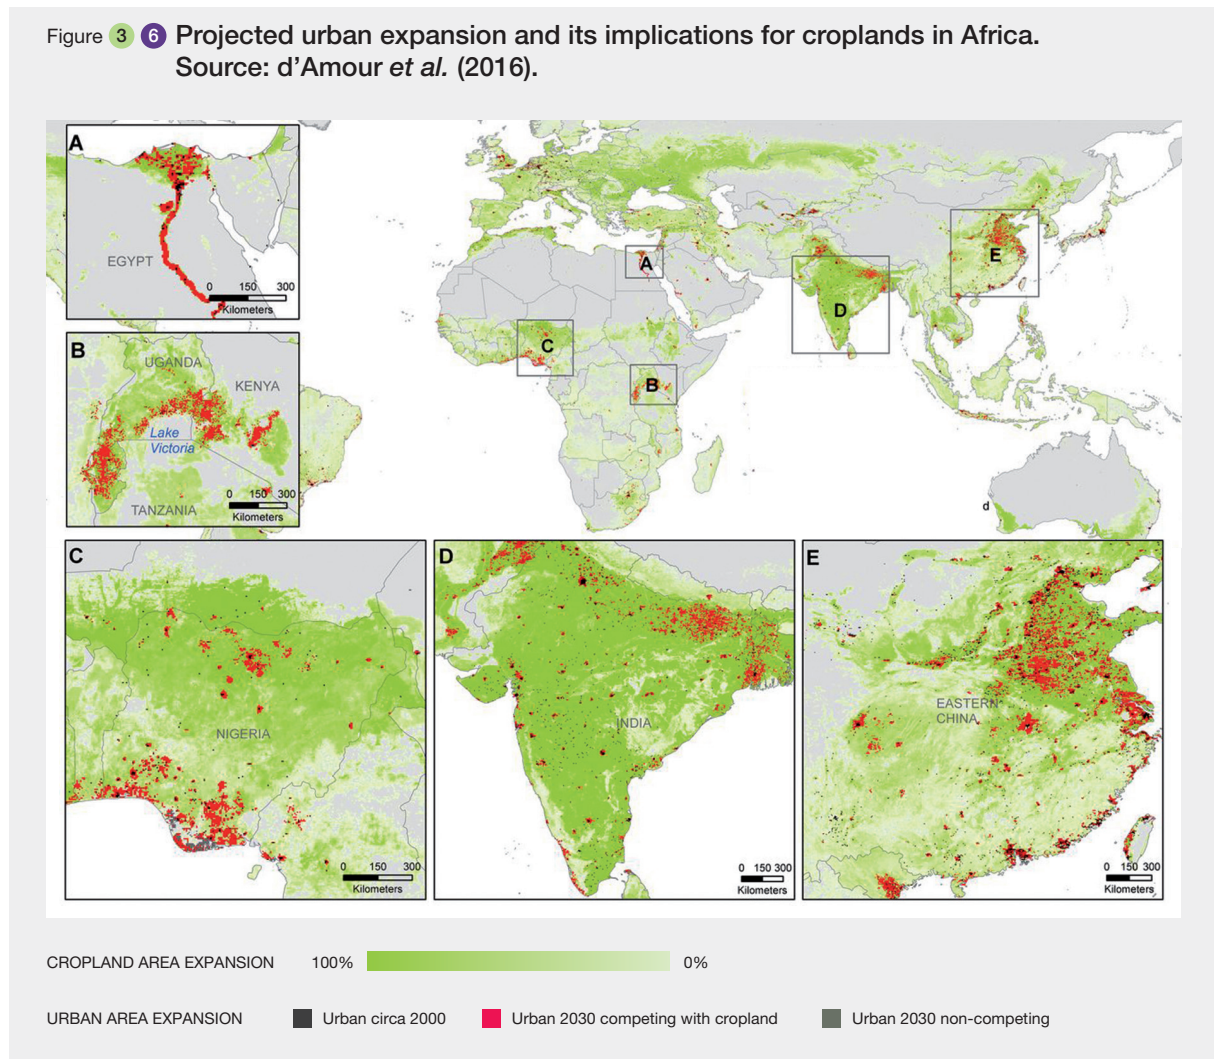 Figure 3 6 Projected urban expansion and its implications for croplands in Africa.
Source: d'Amour et al. (2016).
A
EGYPT
0 150 300
Kilometers
B
UGANDA
KENYA
Lake
Victoria
0 150 300
Kilometers
TANZANIA
A
B
C
D
E
d
C
NIGERIA
0 150 300
Kilometers
D
INDIA
0 150 300
Kilometers
E
EASTERN
CHINA
0 150 300
Kilometers
CROPLAND AREA EXPANSION 100% 0%
URBAN AREA EXPANSION Urban circa 2000 Urban 2030 competing with cropland Urban 2030 non-competing